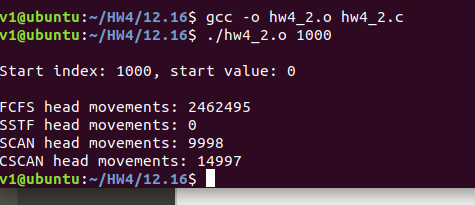 v1@ubuntu:~/HW4/12.16$ gcc -o hw4_2.o hw4_2.c
v1@ubuntu:~/HW4/12.16$ ./hw4_2.o 1000
Start index: 1000, start value: 0
FCFS head movements: 2462495
SSTF head movements: 0
SCAN head movements: 9998
CSCAN head movements: 14997
v1@ubuntu:~/HW4/12.16$